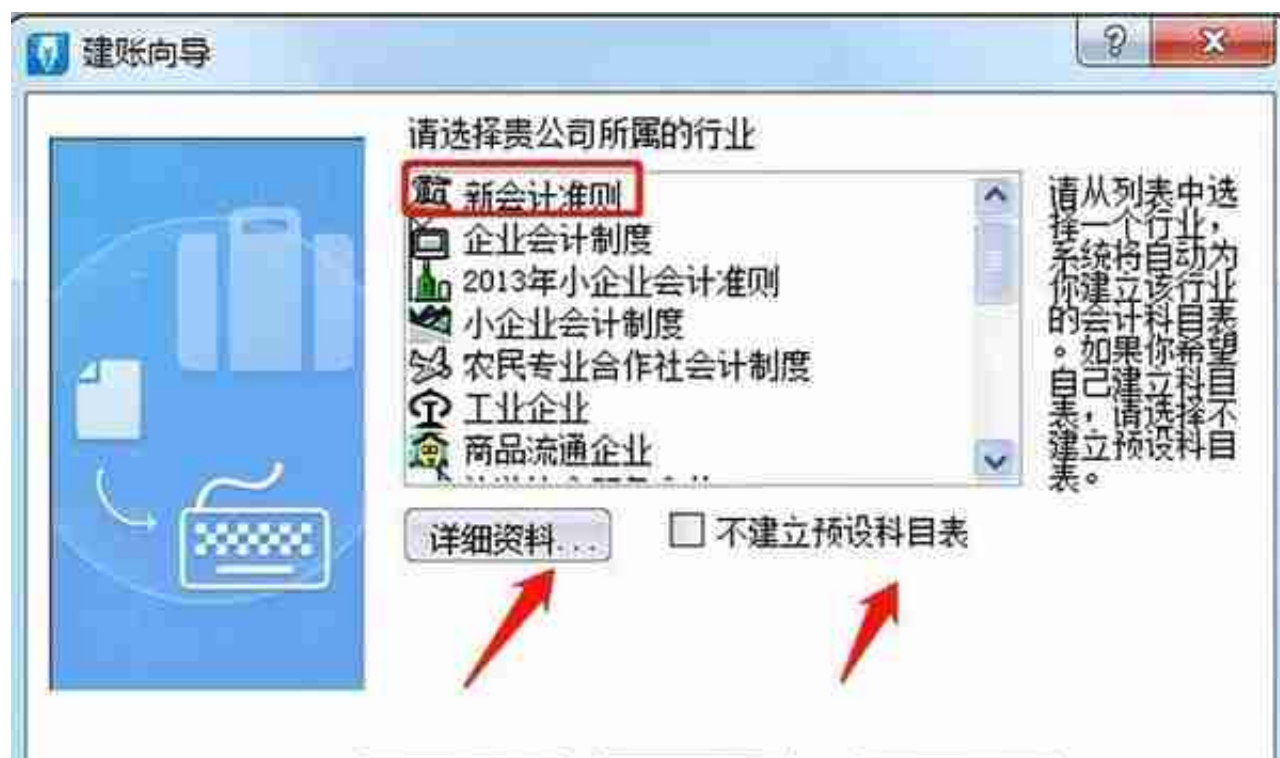 建账向导
请选择贵公司所属的行业
新会计准则
企业会计制度
2013年小企业会计准则
小企业会计制度
农民专业合作社会计制度
工业企业
商品流通企业
请从列表中选
择一个行业，
系统将自动为
你建立该行业
的会计科目表
。如果你希望
自己建立科目
表，请选择不
建立预设科目
表。
详细资料...
不建立预设科目表